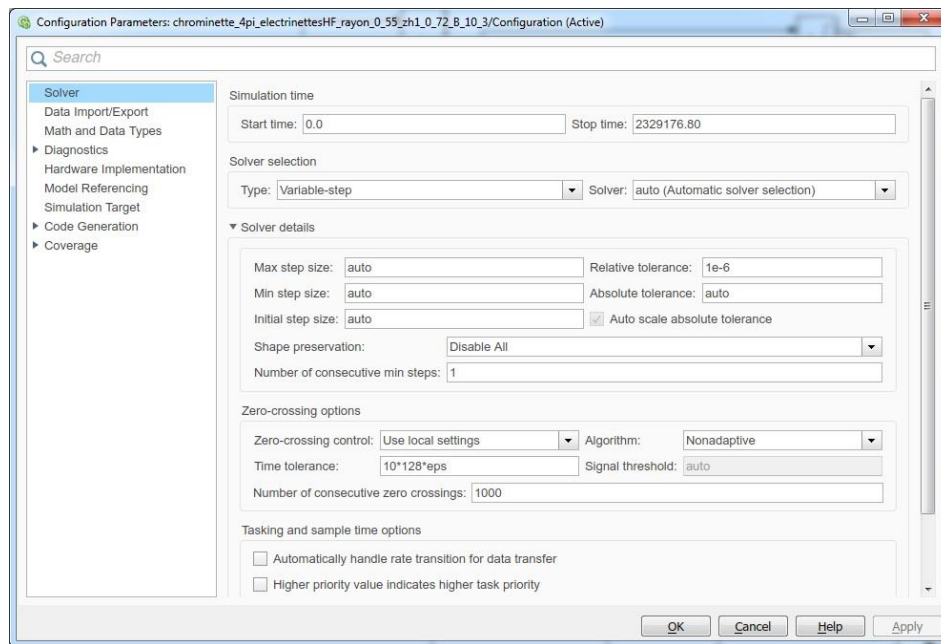 Configuration Parameters: chrominette_4pi_electrinettesHF_rayon_0_55_zh1_0_72_B_10_3/Configuration (Active)
Search
Solver
Data Import/Export
Math and Data Types
Diagnostics
Hardware Implementation
Model Referencing
Simulation Target
Code Generation
Coverage
Simulation time
Start time: 0.0 Stop time: 2329176.80
Solver selection
Type: Variable-step Solver: auto (Automatic solver selection)
Solver details
Max step size: auto Relative tolerance: 1e-6
Min step size: auto Absolute tolerance: auto
Initial step size: auto Auto scale absolute tolerance
Shape preservation: Disable All
Number of consecutive min steps: 1
Zero-crossing options
Zero-crossing control: Use local settings Algorithm: Nonadaptive
Time tolerance: 10*128*eps Signal threshold: auto
Number of consecutive zero crossings: 1000
Tasking and sample time options
Automatically handle rate transition for data transfer
Higher priority value indicates higher task priority
OK Cancel Help Apply